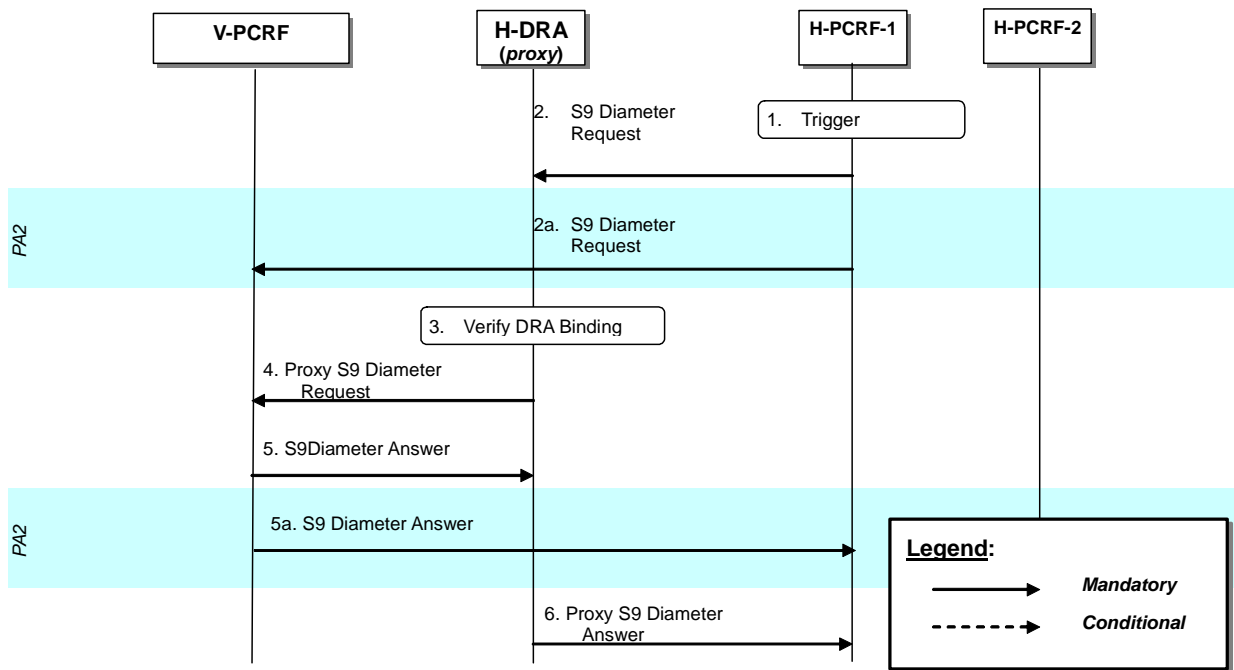 V-PCRF
H-DRA
(proxy)
H-PCRF-1
H-PCRF-2
1. Trigger
2. S9 Diameter
Request
PA2
2a. S9 Diameter
Request
3. Verify DRA Binding
4. Proxy S9 Diameter
Request
5. S9Diameter Answer
PA2
5a. S9 Diameter Answer
6. Proxy S9 Diameter
Answer
Legend:
Mandatory
Conditional